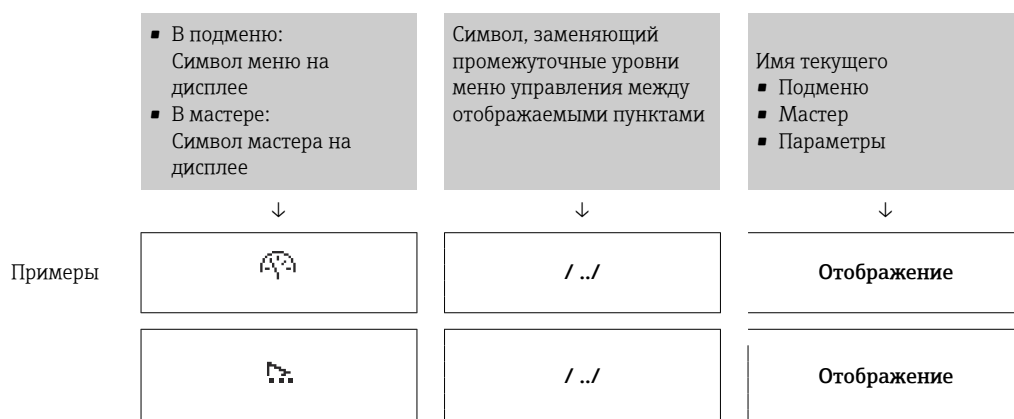 ▪ В подменю:
Символ меню на
дисплее
▪ В мастере:
Символ мастера на
дисплее
Символ, заменяющий
промежуточные уровни
меню управления между
отображаемыми пунктами
Имя текущего
▪ Подменю
▪ Мастер
▪ Параметры
↓ ↓ ↓
Примеры / ../ Отображение
/ ../ Отображение